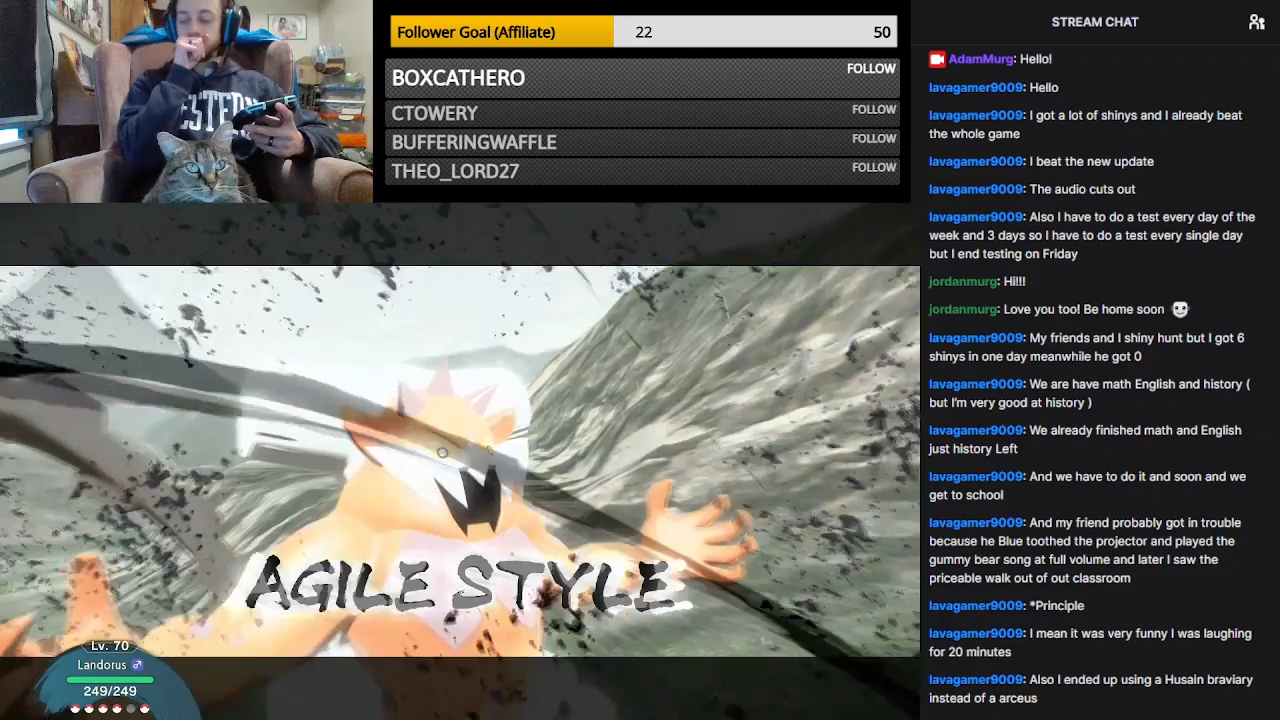 Follower Goal (Affiliate) 22 50
BOXCATHERO FOLLOW
CTOWERY FOLLOW
BUFFERINGWAFFLE FOLLOW
THEO_LORD27 FOLLOW
ESTERN
AGILE STYLE
Lv. 70
Landorus ♂
249/249
STREAM CHAT
AdamMurg: Hello!
lavagamer9009: Hello
lavagamer9009: I got a lot of shinys and I already beat
the whole game
lavagamer9009: I beat the new update
lavagamer9009: The audio cuts out
lavagamer9009: Also I have to do a test every day of the
week and 3 days so I have to do a test every single day
but I end testing on Friday
jordanmurg: Hi!!!
jordanmurg: Love you too! Be home soon
lavagamer9009: My friends and I shiny hunt but I got 6
shinys in one day meanwhile he got 0
lavagamer9009: We are have math English and history (
but I'm very good at history )
lavagamer9009: We already finished math and English
just history Left
lavagamer9009: And we have to do it and soon and we
get to school
lavagamer9009: And my friend probably got in trouble
because he Blue toothed the projector and played the
gummy bear song at full volume and later I saw the
priceable walk out of out classroom
lavagamer9009: *Principle
lavagamer9009: I mean it was very funny I was laughing
for 20 minutes
lavagamer9009: Also I ended up using a Husain braviary
instead of a arceus